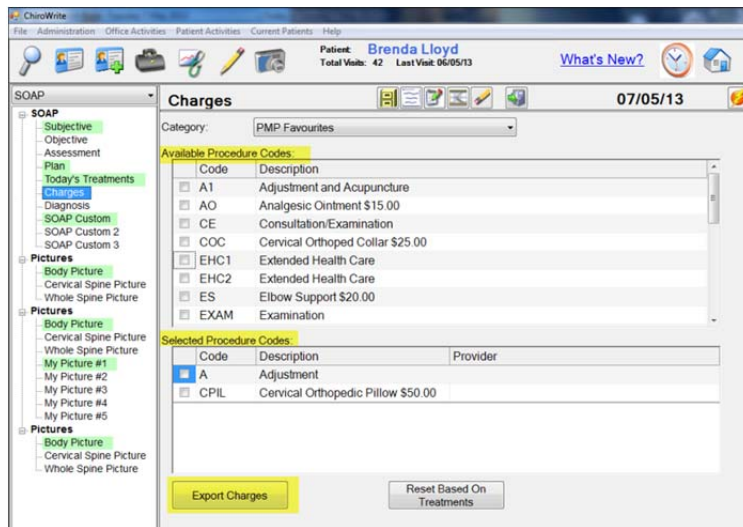 ChiroWrite
File Administration Office Activities Patient Activities Current Patients Help
Patient: Brenda Lloyd
Total Visits: 42 Last Visit: 06/05/13
What's New?
SOAP
SOAP
Subjective
Objective
Assessment
Plan
Today's Treatments
Charges
Diagnosis
SOAP Custom
SOAP Custom 2
SOAP Custom 3
Pictures
Body Picture
Cervical Spine Picture
Whole Spine Picture
Pictures
Body Picture
Cervical Spine Picture
Whole Spine Picture
My Picture #1
My Picture #2
My Picture #3
My Picture #4
My Picture #5
Pictures
Body Picture
Cervical Spine Picture
Whole Spine Picture
Charges
07/05/13
Category: PMP Favourites
Available Procedure Codes:
Code Description
A1 Adjustment and Acupuncture
AO Analgesic Ointment $15.00
CE Consultation/Examination
COC Cervical Orthoped Collar $25.00
EHC1 Extended Health Care
EHC2 Extended Health Care
ES Elbow Support $20.00
EXAM Examination
Selected Procedure Codes:
Code Description Provider
A Adjustment
CPIL Cervical Orthopedic Pillow $50.00
Export Charges
Reset Based On
Treatments